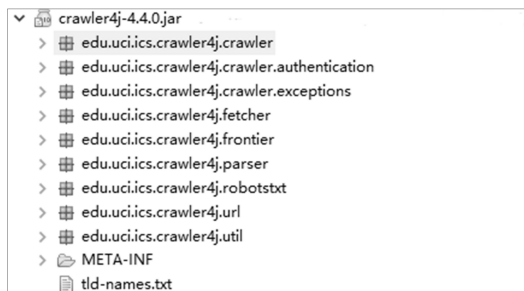 crawler4j-4.4.0.jar
edu.uci.ics.crawler4j.crawler
edu.uci.ics.crawler4j.crawler.authentication
edu.uci.ics.crawler4j.crawler.exceptions
edu.uci.ics.crawler4j.fetcher
edu.uci.ics.crawler4j.frontier
edu.uci.ics.crawler4j.parser
edu.uci.ics.crawler4j.robotstxt
edu.uci.ics.crawler4j.url
edu.uci.ics.crawler4j.util
META-INF
tld-names.txt